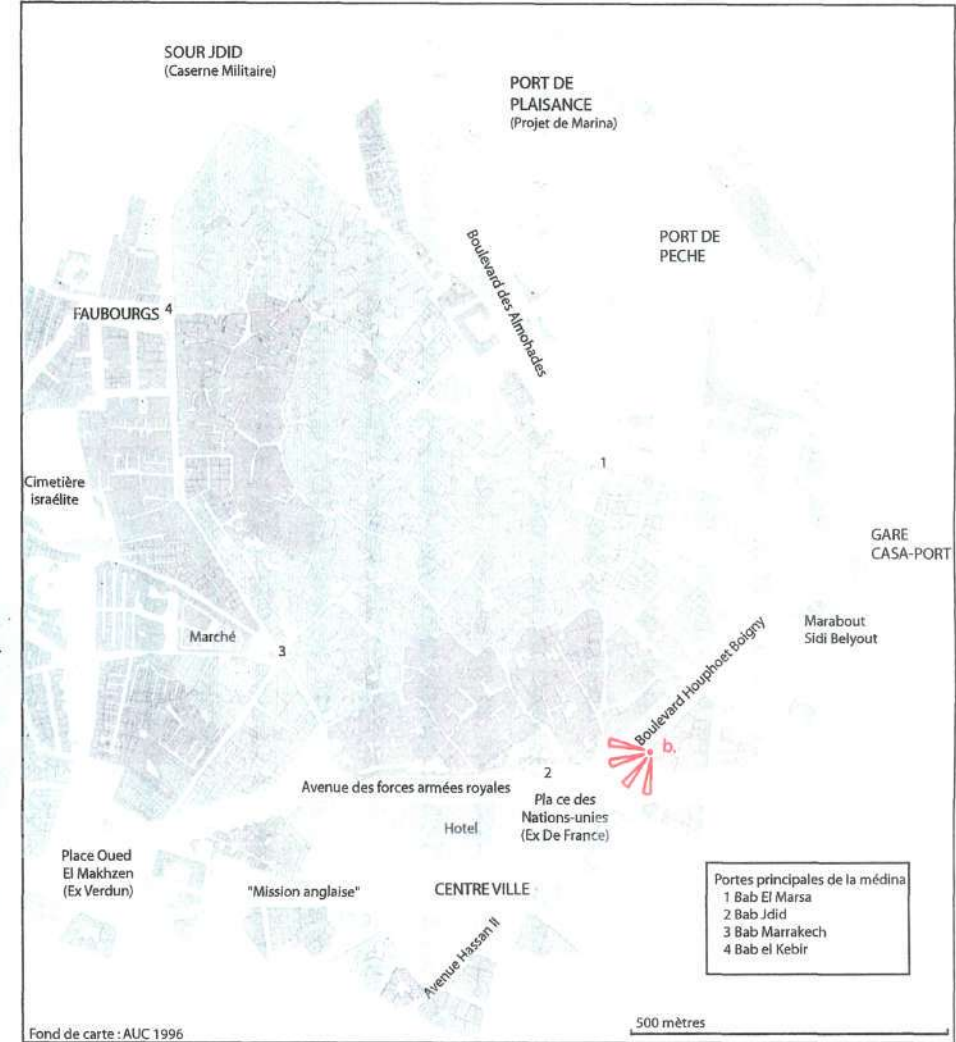 SOUR JDID
(Caserne Militaire)
PORT DE
PLAISANCE
(Projet de Marina)
PORT DE
PECHE
Boulevard des Almohades
FAUBOURGS 4
1
Cimetière
israélite
GARE
CASA-PORT
Marabout
Sidi Belyout
Marché
3
Boulevard Houphoet Boigny
b.
2
Avenue des forces armées royales
Pla ce des
Nations-unies
(Ex De France)
Hotel
Place Oued
El Makhzen
(Ex Verdun)
"Mission anglaise"
CENTRE VILLE
Avenue Hassan II
Portes principales de la médina
1 Bab El Marsa
2 Bab Jdid
3 Bab Marrakech
4 Bab el Kebir
Fond de carte : AUC 1996
500 mètres